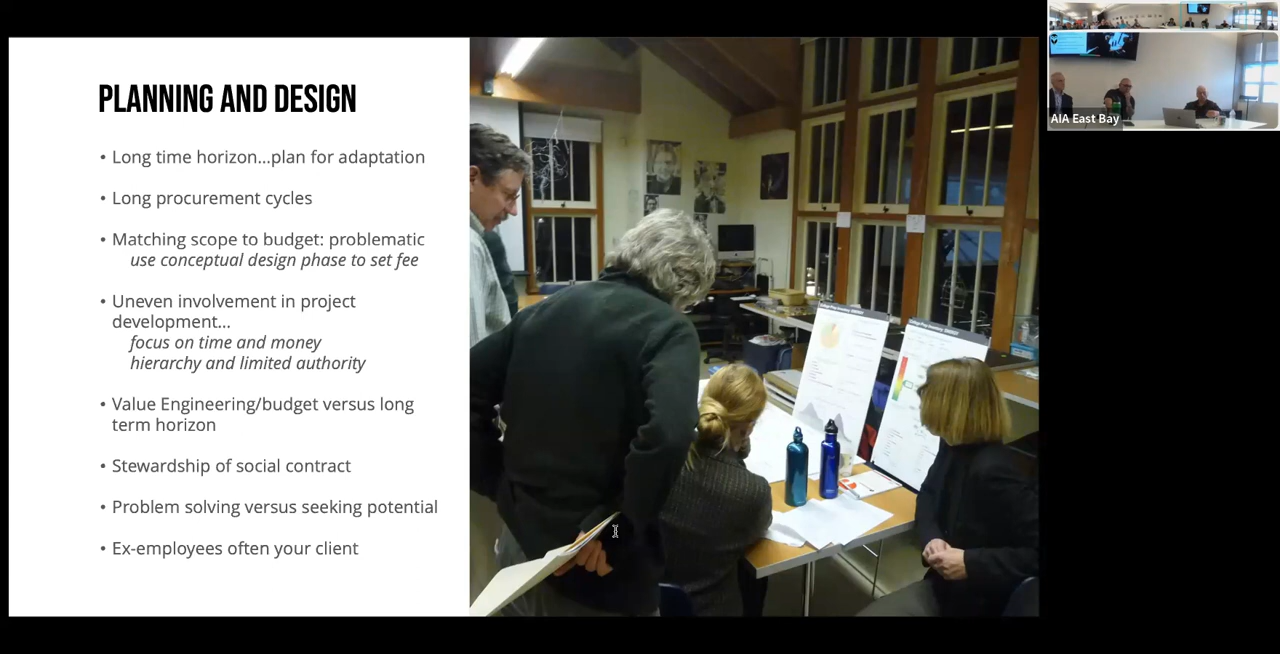 PLANNING AND DESIGN
• Long time horizon...plan for adaptation
• Long procurement cycles
• Matching scope to budget: problematic
use conceptual design phase to set fee
• Uneven involvement in project
development...
focus on time and money
hierarchy and limited authority
• Value Engineering/budget versus long
term horizon
• Stewardship of social contract
• Problem solving versus seeking potential
• Ex-employees often your client
AIA East Bay